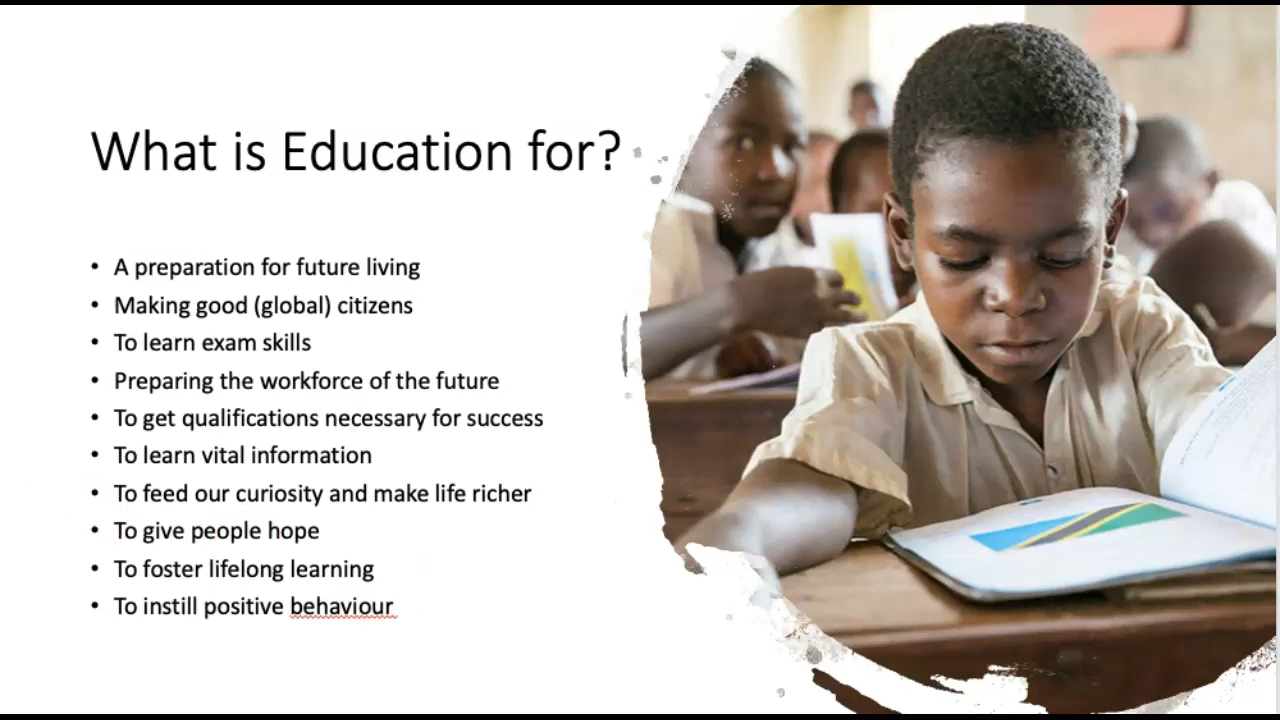 What is Education for?
• A preparation for future living
• Making good (global) citizens
• To learn exam skills
• Preparing the workforce of the future
• To get qualifications necessary for success
• To learn vital information
• To feed our curiosity and make life richer
• To give people hope
• To foster lifelong learning
• To instill positive behaviour